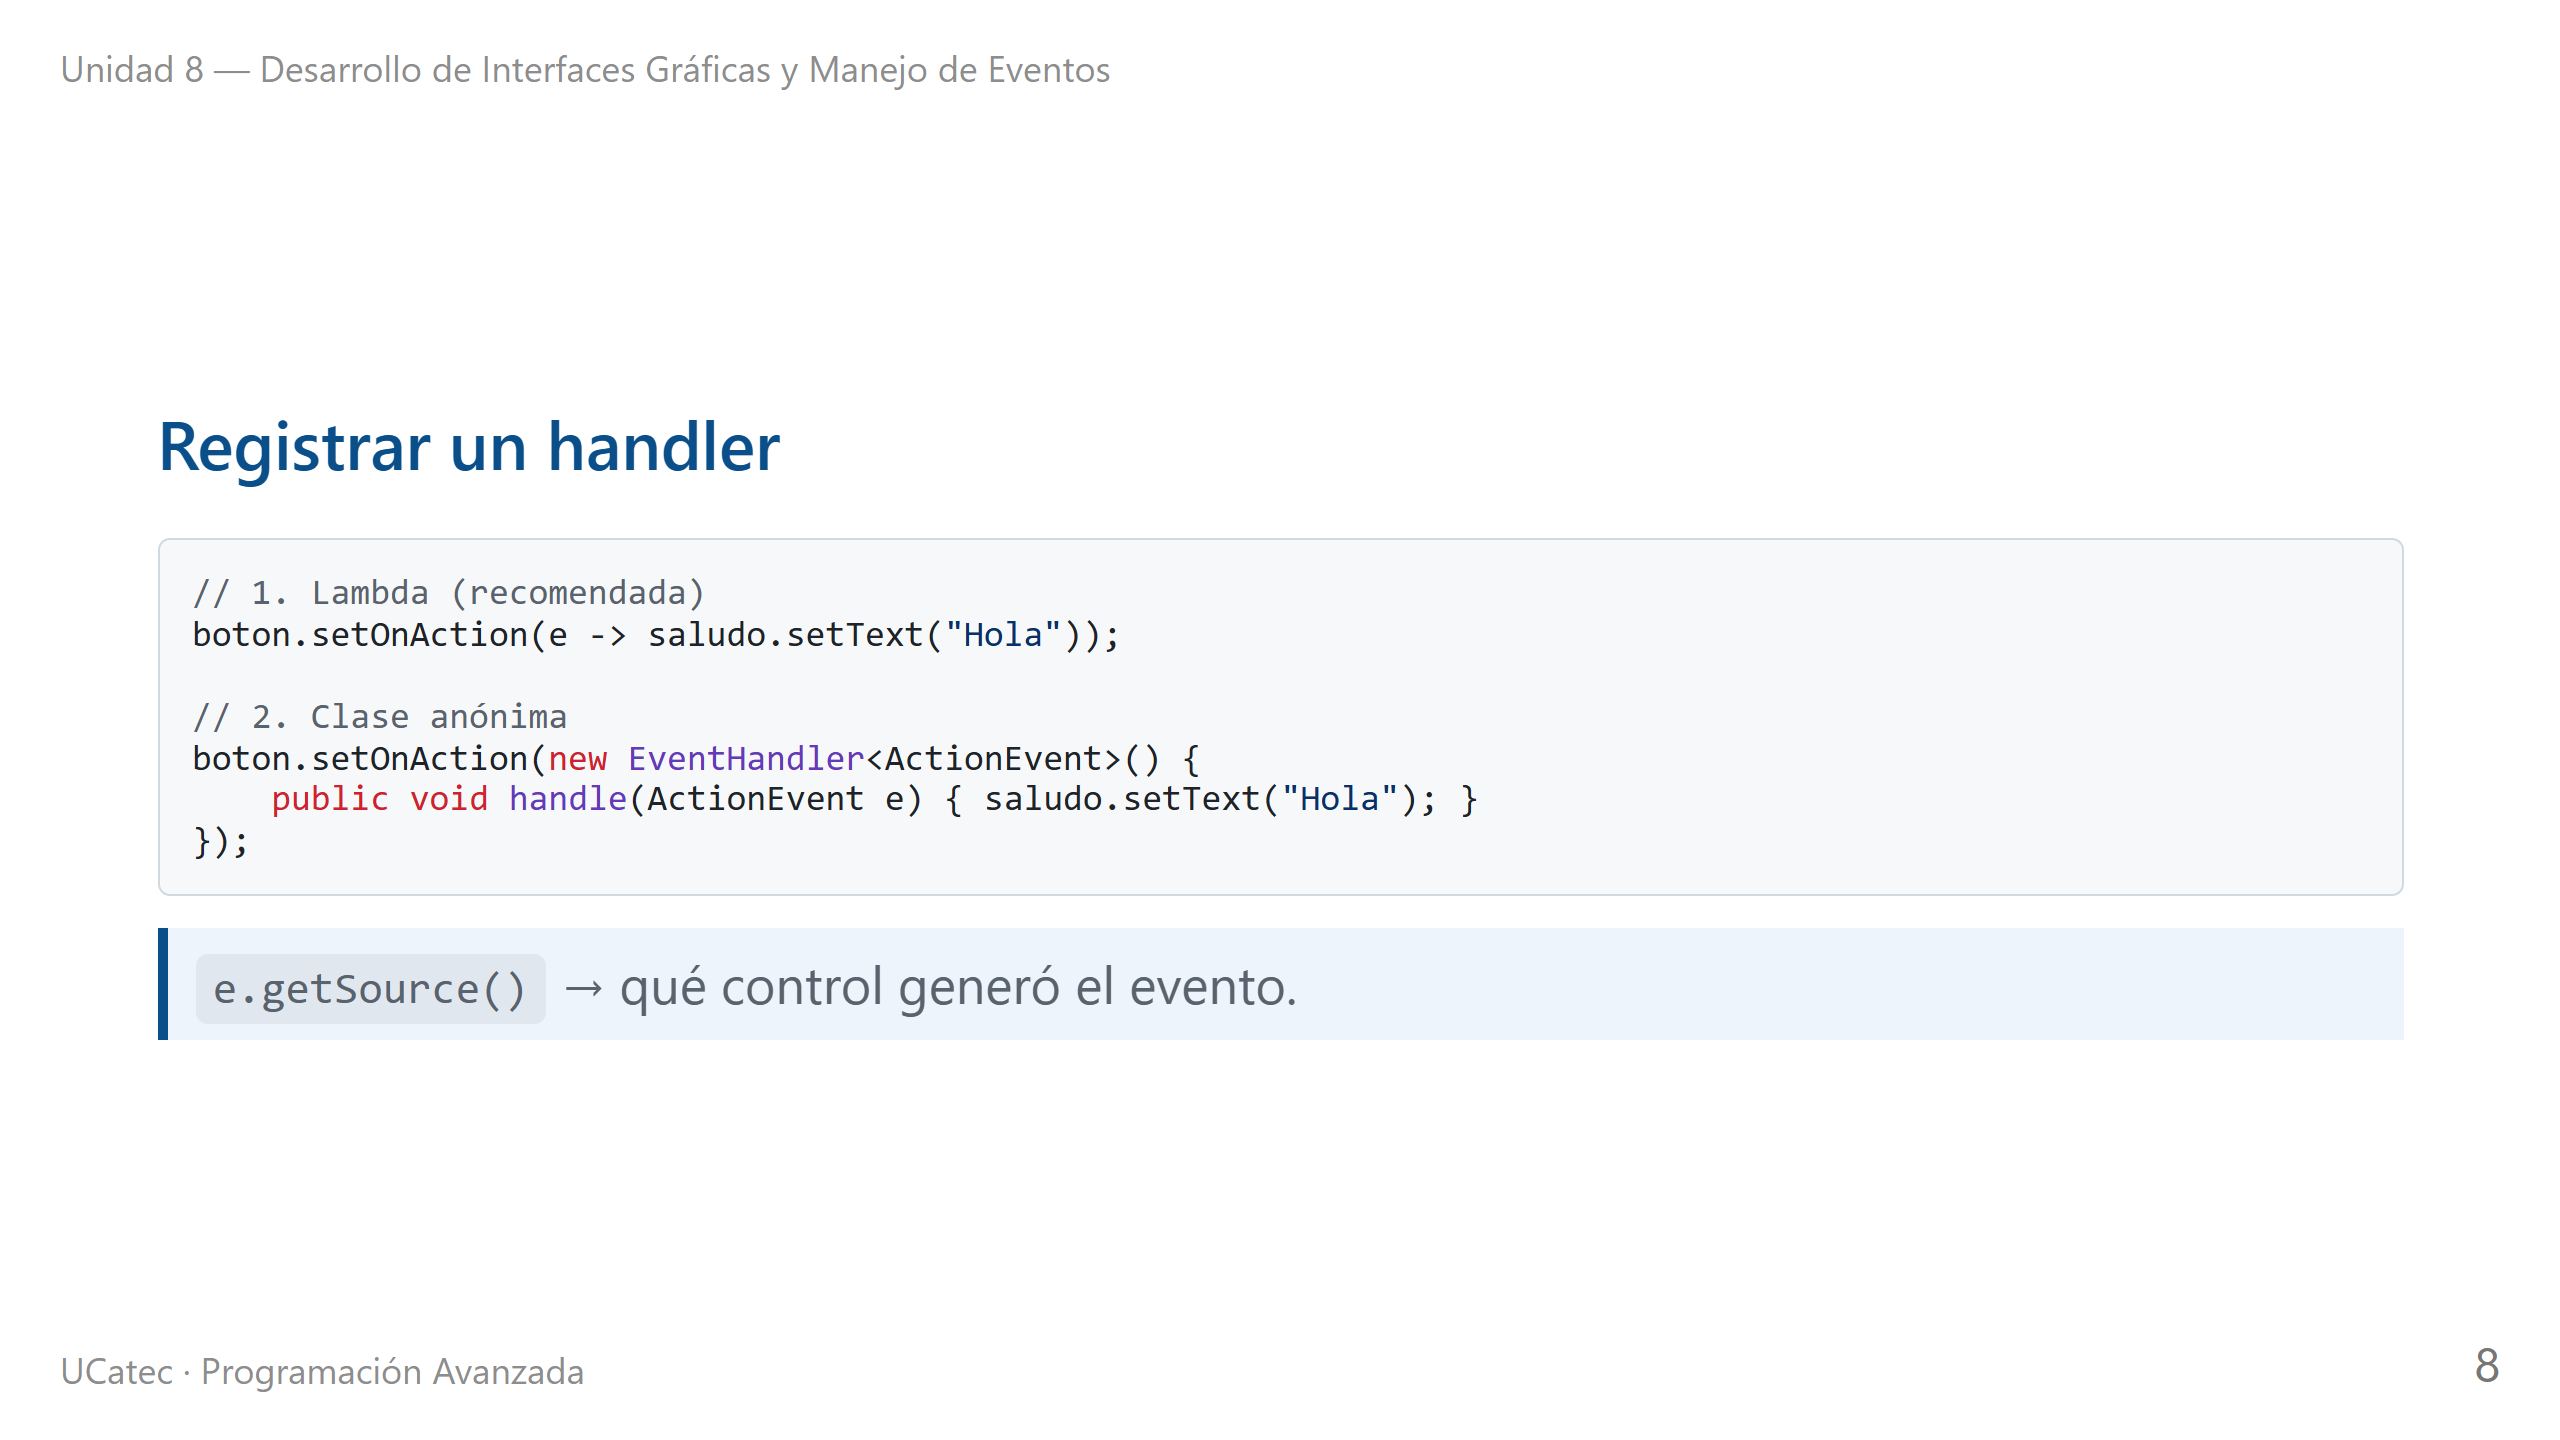 Unidad 8 — Desarrollo de Interfaces Gráficas y Manejo de Eventos
Registrar un handler
// 1. Lambda (recomendada)
boton.setOnAction(e -> saludo.setText("Hola"));
// 2. Clase anónima
boton.setOnAction(new EventHandler<ActionEvent>() {
    public void handle(ActionEvent e) { saludo.setText("Hola"); }
});
e.getSource() → qué control generó el evento.
UCatec · Programación Avanzada
8